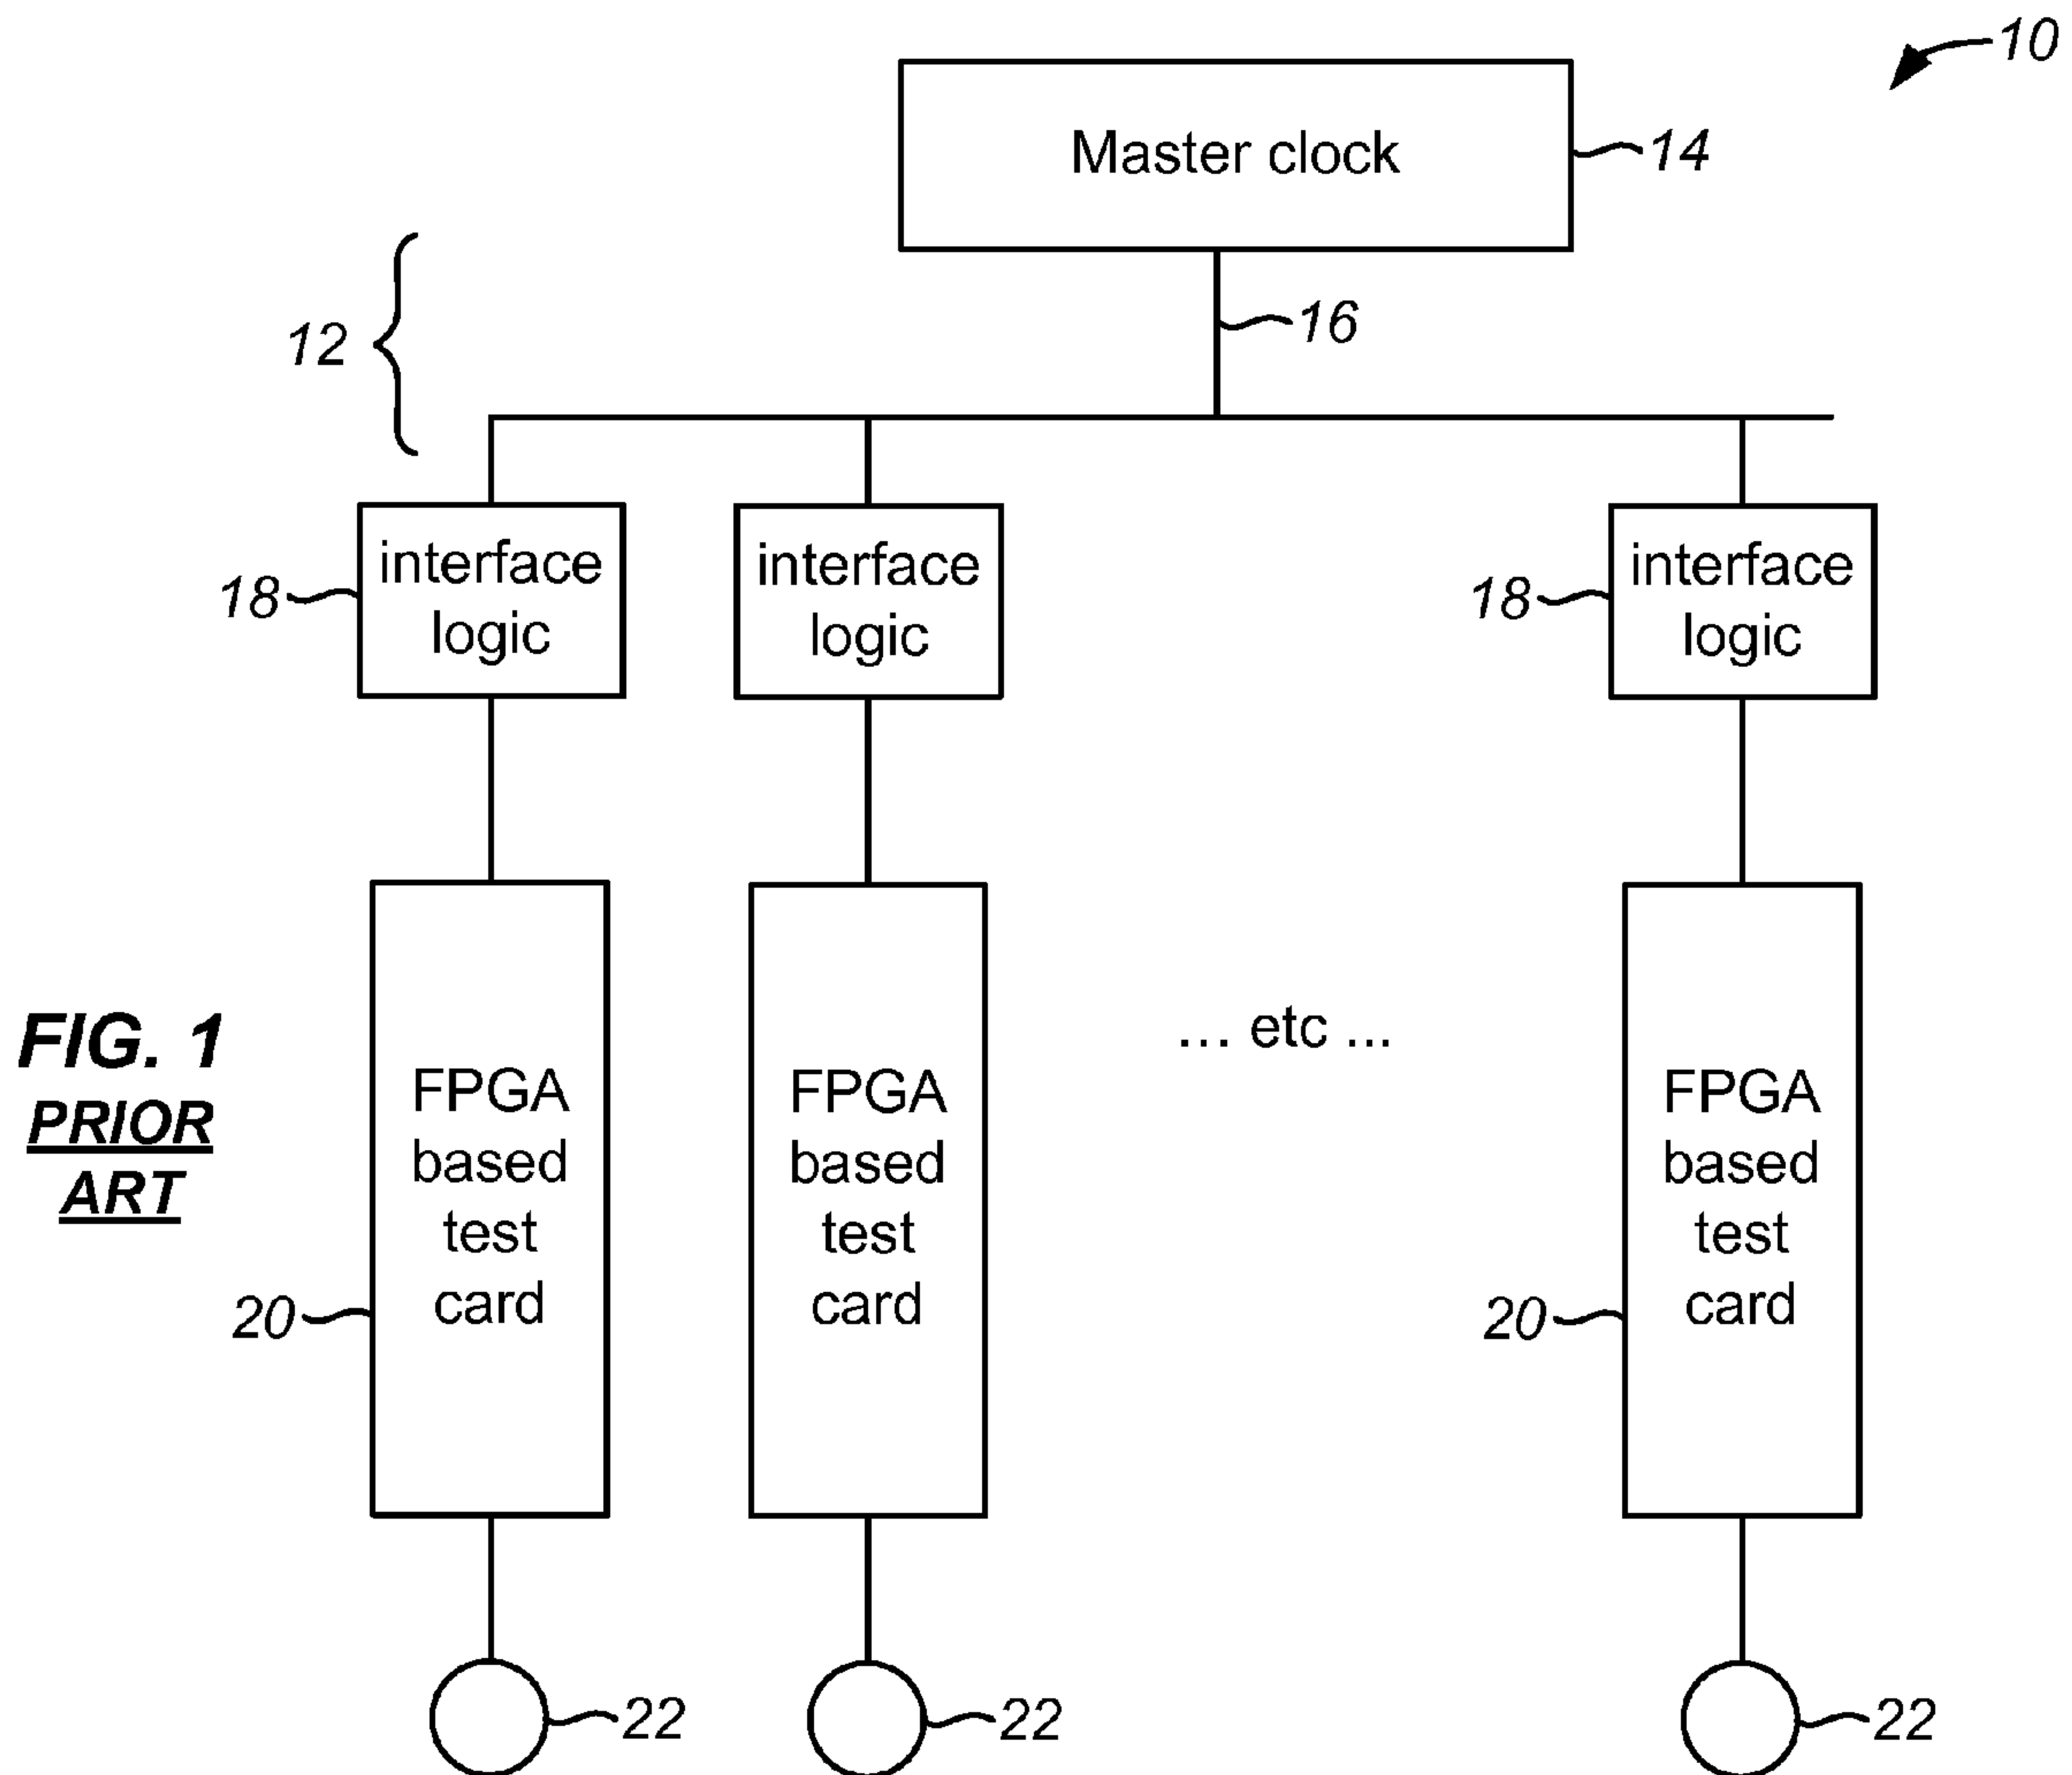 10
Master clock
14
16
12
interface
logic
18
interface
logic
interface
logic
18
FPGA
based
test
card
20
FPGA
based
test
card
... etc ...
FPGA
based
test
card
20
FIG. 1
PRIOR
ART
22
22
22